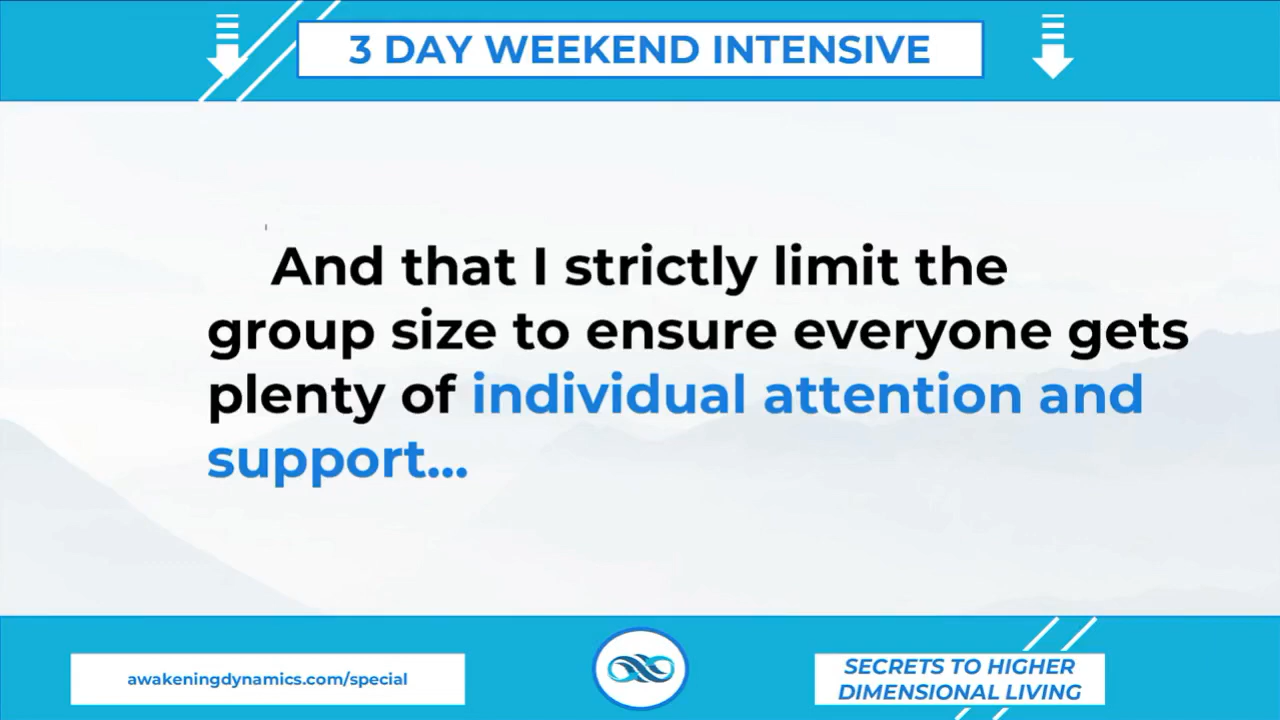 3 DAY WEEKEND INTENSIVE
And that I strictly limit the
group size to ensure everyone gets
plenty of individual attention and
support...
awakeningdynamics.com/special
SECRETS TO HIGHER
DIMENSIONAL LIVING